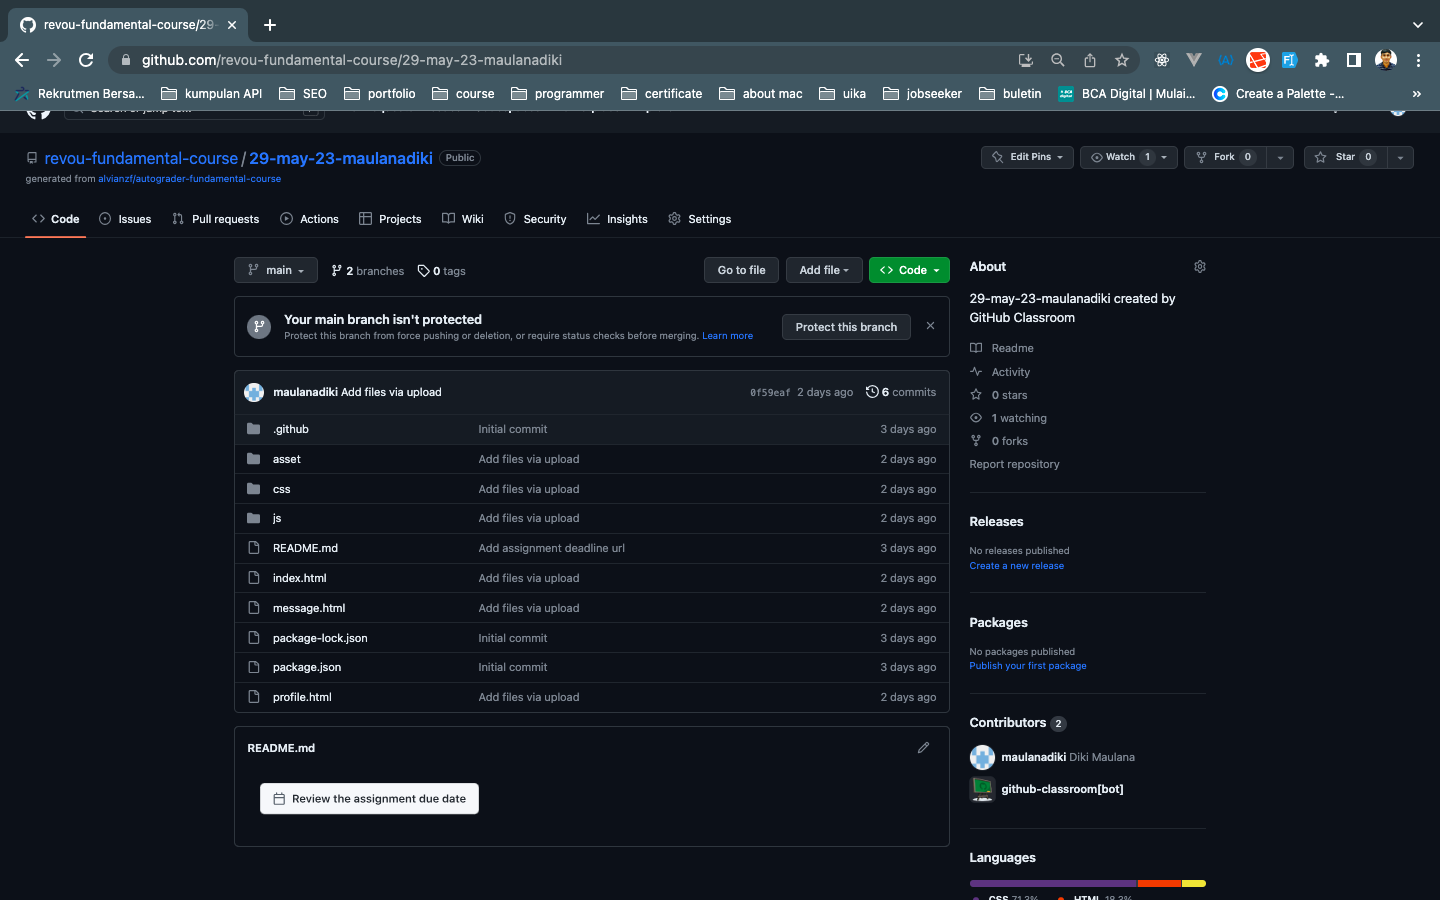 revou-fundamental-course/29-
github.com/revou-fundamental-course/29-may-23-maulanadiki
Rekrutmen Bersa... kumpulan API SEO portfolio course programmer certificate about mac uika jobseeker buletin BCA Digital | Mulai... Create a Palette -... »
revou-fundamental-course / 29-may-23-maulanadiki Public
Edit Pins Watch 1 Fork 0 Star 0
generated from alvianzf/autograder-fundamental-course
Code Issues Pull requests Actions Projects Wiki Security Insights Settings
main 2 branches 0 tags Go to file Add file Code
Your main branch isn't protected
Protect this branch from force pushing or deletion, or require status checks before merging. Learn more
Protect this branch
maulanadiki Add files via upload 0f59eaf 2 days ago 6 commits
.github Initial commit 3 days ago
asset Add files via upload 2 days ago
css Add files via upload 2 days ago
js Add files via upload 2 days ago
README.md Add assignment deadline url 3 days ago
index.html Add files via upload 2 days ago
message.html Add files via upload 2 days ago
package-lock.json Initial commit 3 days ago
package.json Initial commit 3 days ago
profile.html Add files via upload 2 days ago
README.md
Review the assignment due date
About
29-may-23-maulanadiki created by
GitHub Classroom
Readme
Activity
0 stars
1 watching
0 forks
Report repository
Releases
No releases published
Create a new release
Packages
No packages published
Publish your first package
Contributors 2
maulanadiki Diki Maulana
github-classroom[bot]
Languages
CSS 71.3% HTML 18.3%